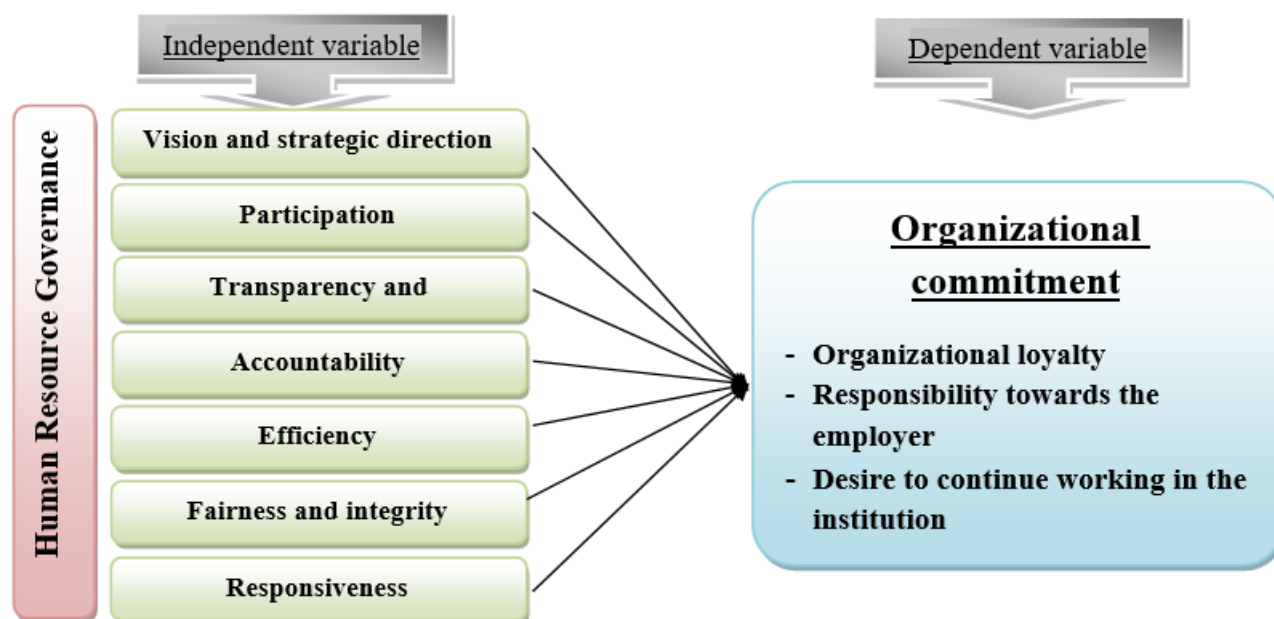 Independent variable
Dependent variable
Human Resource Governance
Vision and strategic direction
Participation
Transparency and
Accountability
Efficiency
Fairness and integrity
Responsiveness
Organizational
commitment
- Organizational loyalty
- Responsibility towards the
employer
- Desire to continue working in the
institution